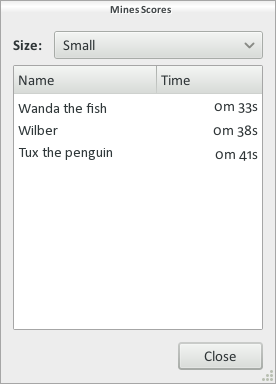 Mines Scores
Size: Small
Name Time
Wanda the fish 0m 33s
Wilber 0m 38s
Tux the penguin 0m 41s
Close